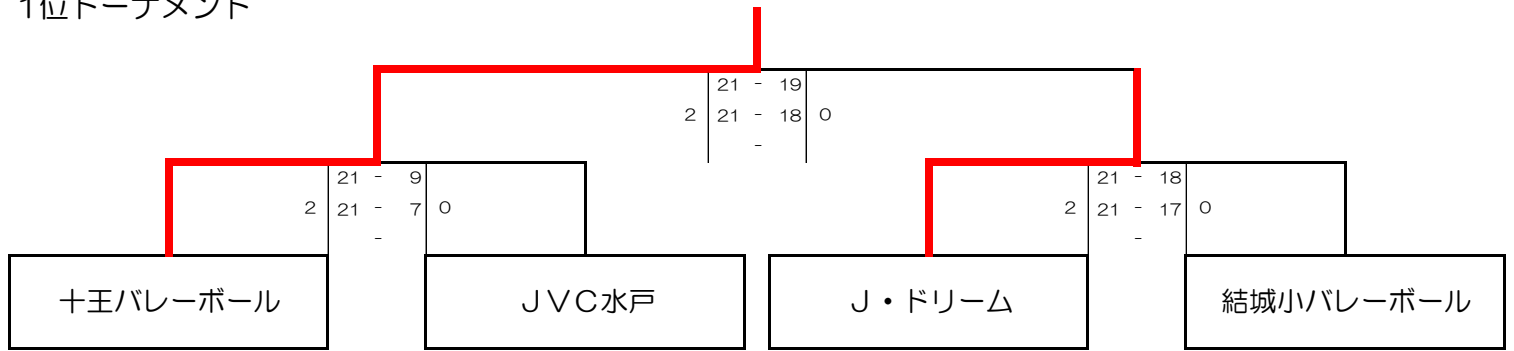 1位トーナメント
21 - 19
2 21 - 18 0
-
21 - 9
2 21 - 7 0
-
21 - 18
2 21 - 17 0
-
十王バレーボール
JVC水戸
J・ドリーム
結城小バレーボール